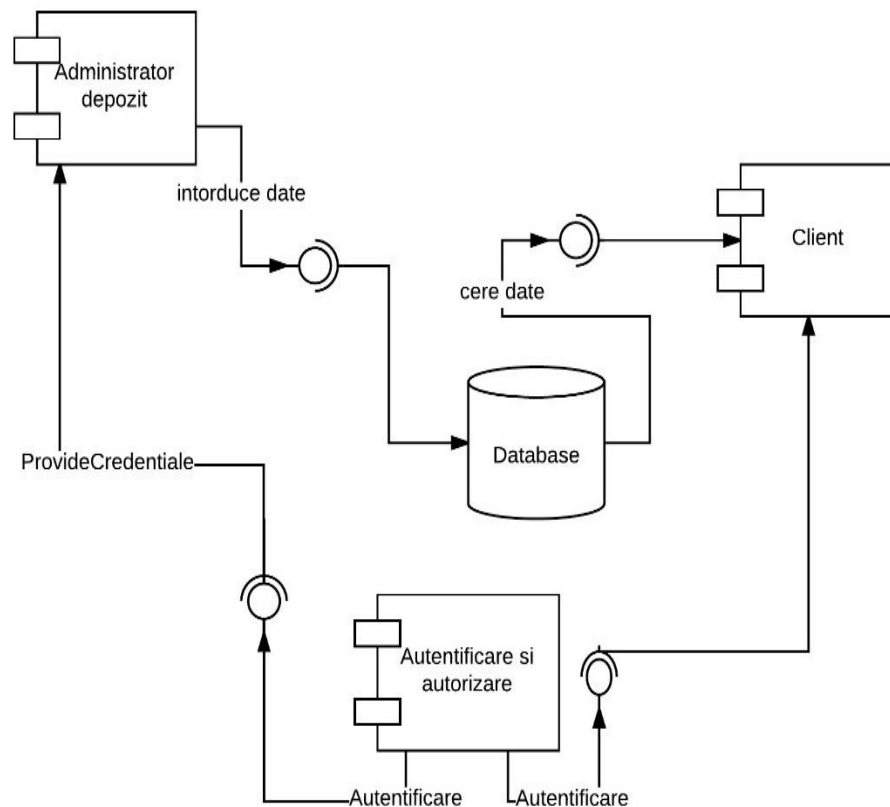 Administrator
depozit
intorduce date
Client
cere date
Database
ProvideCredentiale
Autentificare si
autorizare
Autentificare
Autentificare